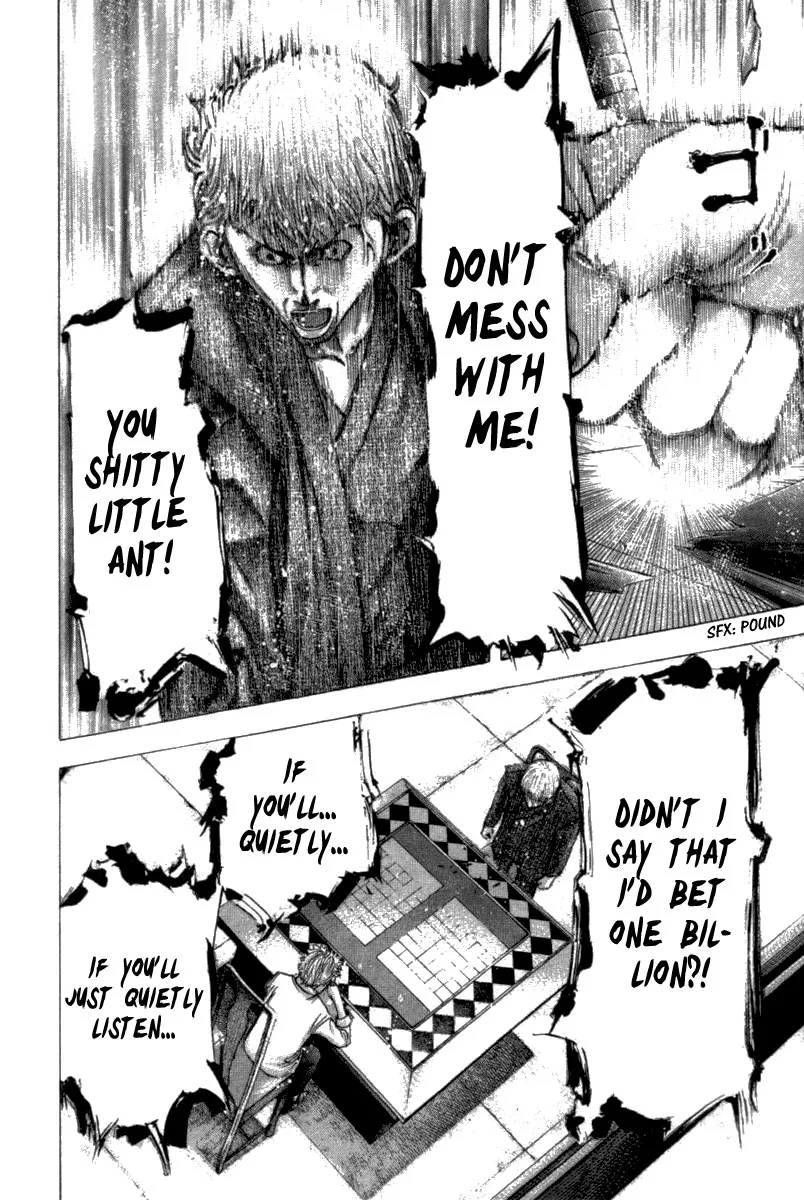 コ
DON'T
MESS
WITH
ME!
YOU
SHITTY
LITTLE
ANT!
SFX: POUND
DIDN'T I
SAY THAT
I'D BET
ONE BIL-
LION?!
IF
YOU'LL...
QUIETLY...
IF YOU'LL
JUST QUIETLY
LISTEN...